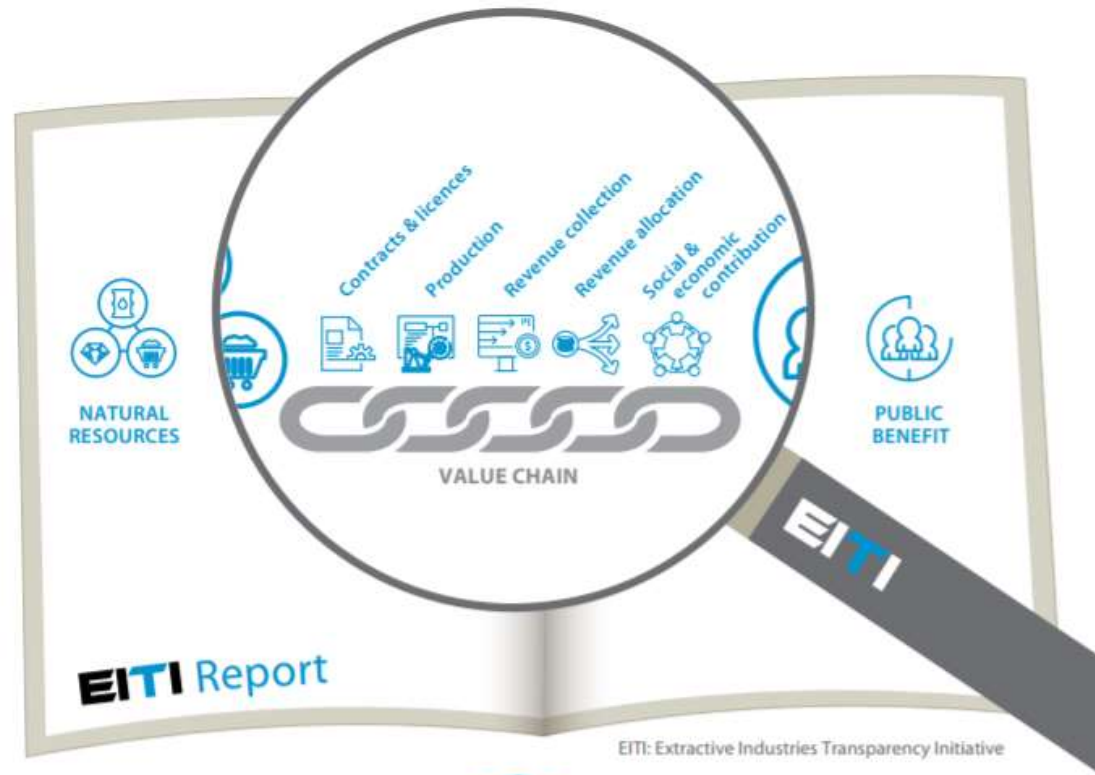 Contracts & licences
Production
Revenue collection
Revenue allocation
Social &
economic
contribution
NATURAL
RESOURCES
VALUE CHAIN
PUBLIC
BENEFIT
EITI
EITI Report
EITI: Extractive Industries Transparency Initiative